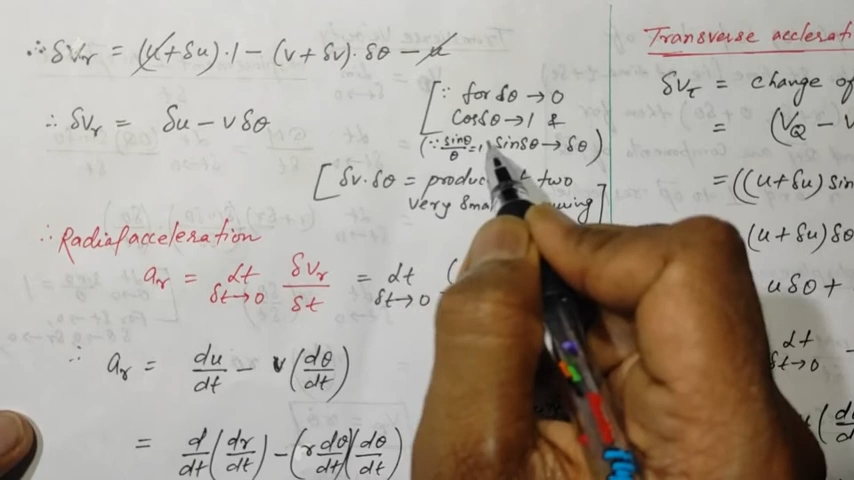 ∴ δVr = (u+δu)·1 − (v+δv)·δθ − u
∴ δVr = δu − vδθ
[∵ for δθ → 0
Cosδθ → 1 &
(∵ sinθ/θ = 1 sinδθ → δθ)
[δv·δθ = product two
very small
∴ Radial acceleration
ar = Lt δt→0 δVr/δt = Lt δt→0 (
∴ ar = du/dt − v(dθ/dt)
= d/dt(dr/dt) − (r dθ/dt)(dθ/dt)
Transverse
δVτ = change of
= (VQ − V
= ((u+δu)sin
(u+δu)δθ
uδθ +
Lt δt→0